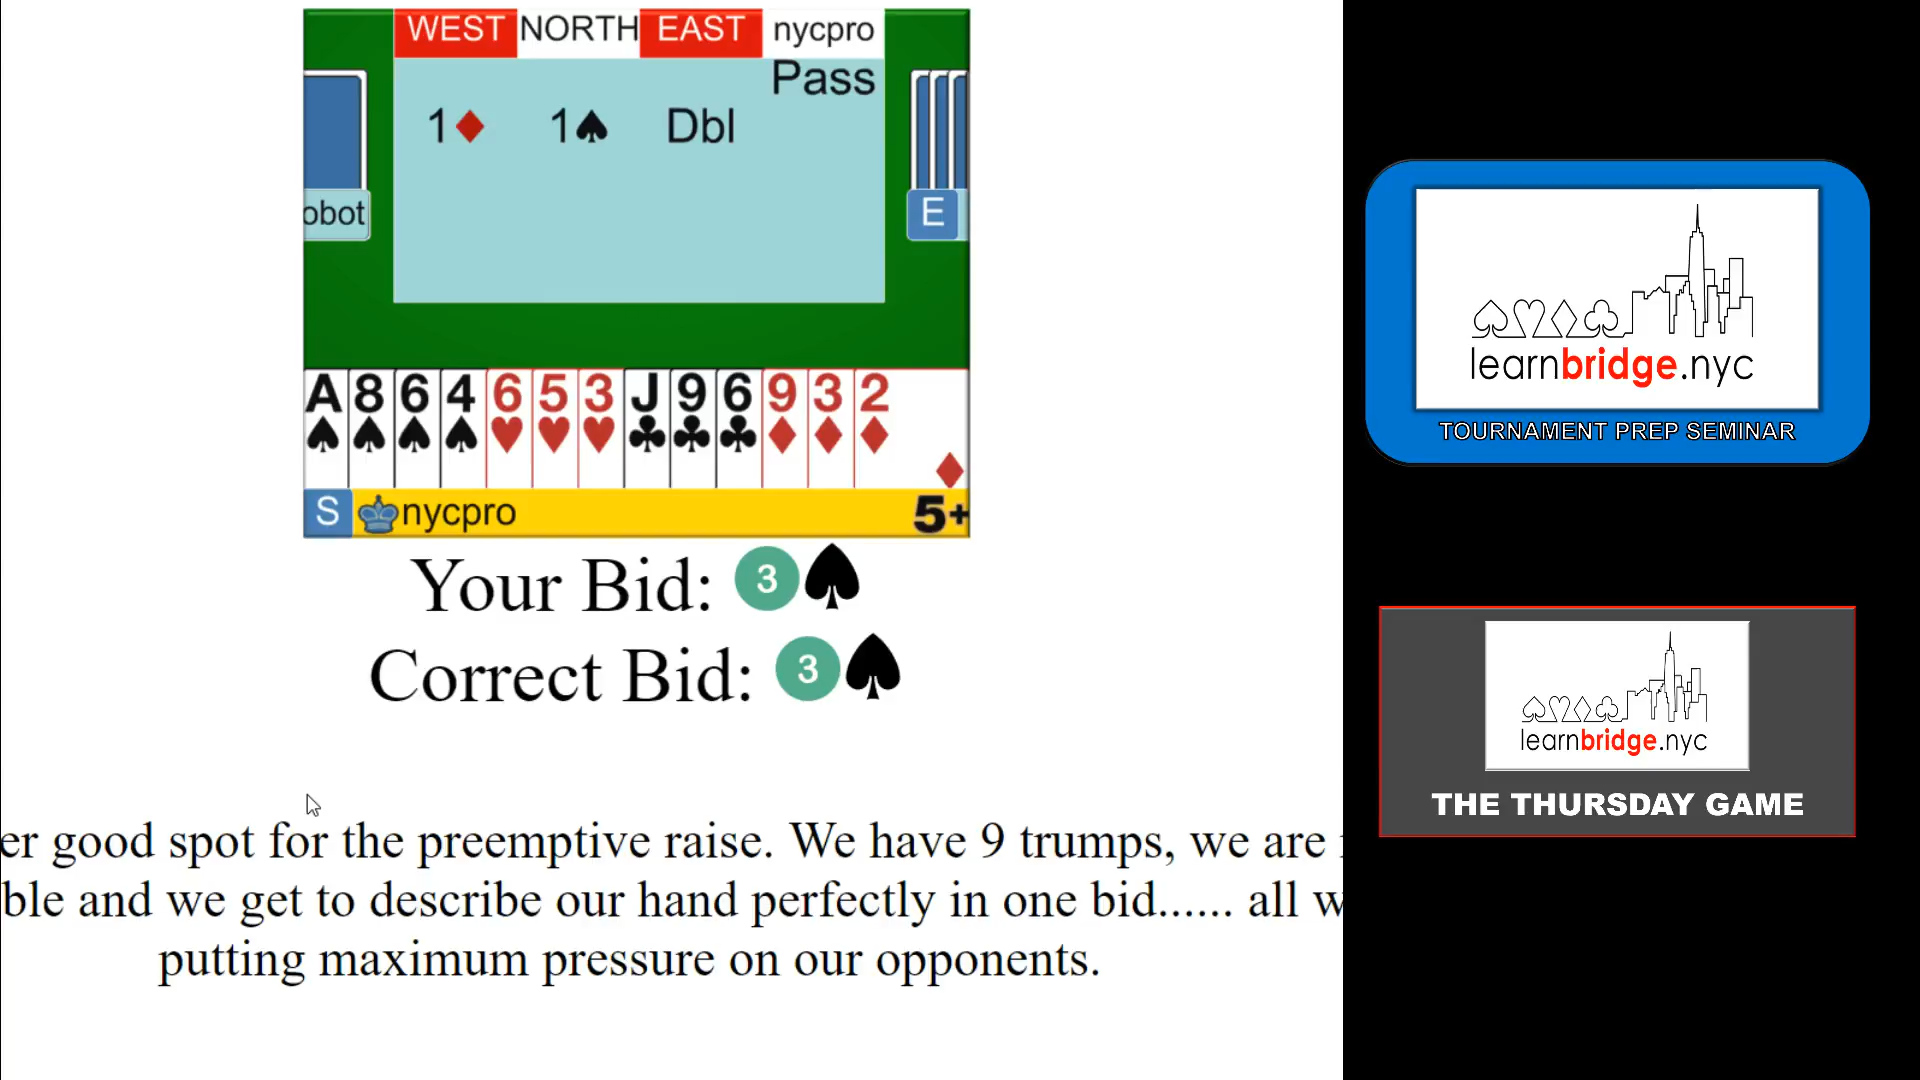 WEST NORTH EAST nycpro
Pass
1♦ 1♠ Dbl
obot
E
A 8 6 4 6 5 3 J 9 6 9 3 2
♠ ♠ ♠ ♠ ♥ ♥ ♥ ♣ ♣ ♣ ♦ ♦ ♦
S nycpro 5+
Your Bid: 3♠
Correct Bid: 3♠
er good spot for the preemptive raise. We have 9 trumps, we are
ble and we get to describe our hand perfectly in one bid...... all w
putting maximum pressure on our opponents.
learnbridge.nyc
TOURNAMENT PREP SEMINAR
learnbridge.nyc
THE THURSDAY GAME